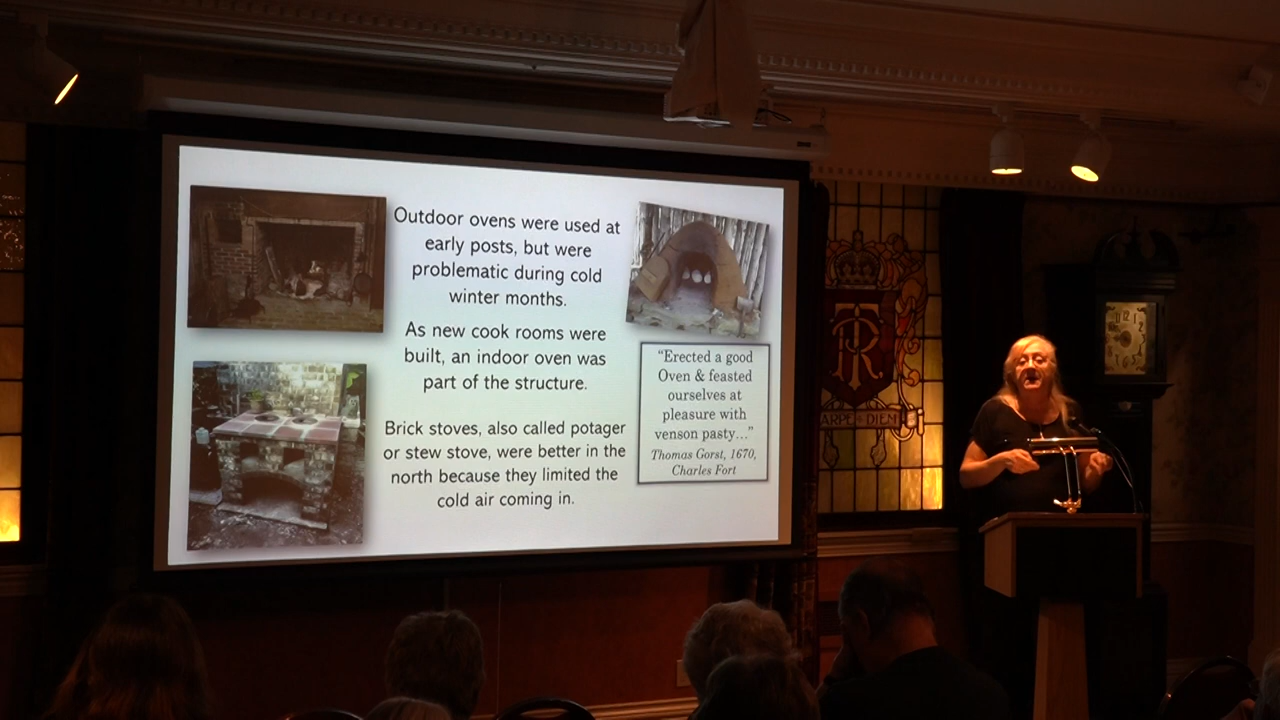 Outdoor ovens were used at
early posts, but were
problematic during cold
winter months.
As new cook rooms were
built, an indoor oven was
part of the structure.
Brick stoves, also called potager
or stew stove, were better in the
north because they limited the
cold air coming in.
“Erected a good
Oven & feasted
ourselves at
pleasure with
venson pasty...”
Thomas Gorst, 1670,
Charles Fort
ARPE DIEM